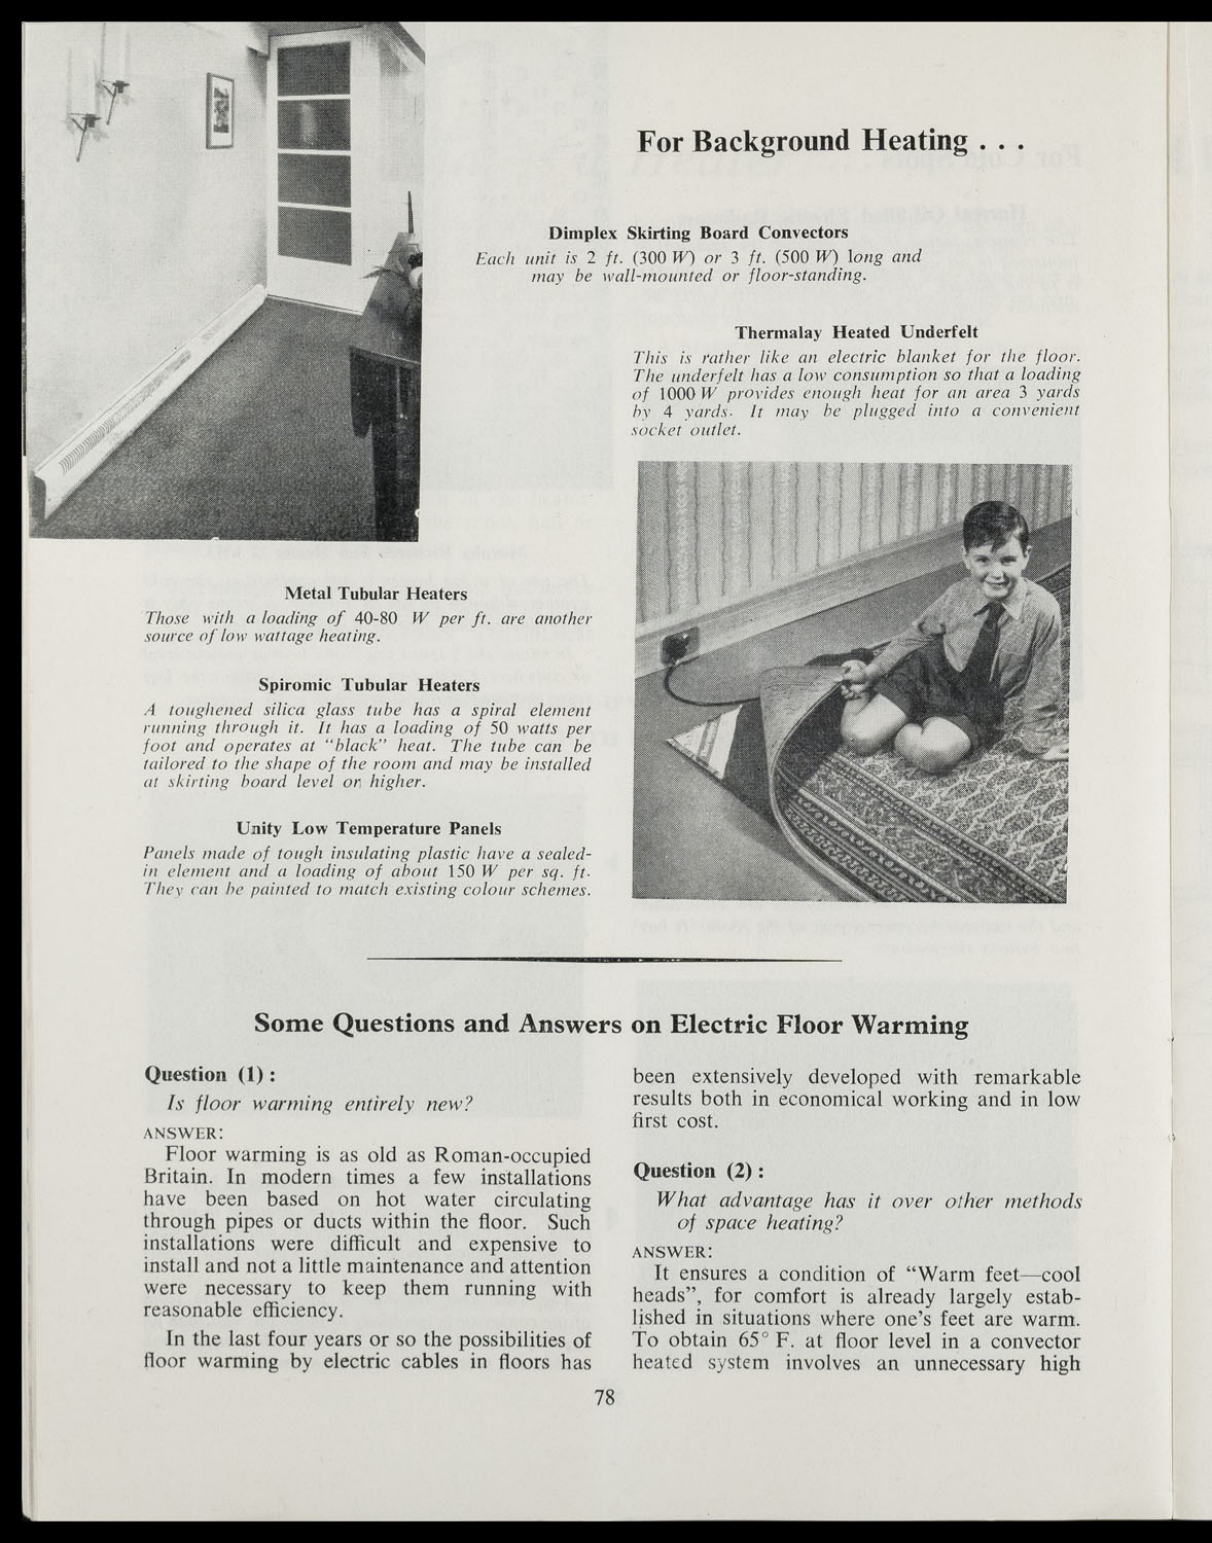 For Background Heating . . .
Dimplex Skirting Board Convectors
Each unit is 2 ft. (300 W) or 3 ft. (500 W) long and
may be wall-mounted or floor-standing.
Thermalay Heated Underfelt
This is rather like an electric blanket for the floor.
The underfelt has a low consumption so that a loading
of 1000 W provides enough heat for an area 3 yards
by 4 yards. It may be plugged into a convenient
socket outlet.
Metal Tubular Heaters
Those with a loading of 40-80 W per ft. are another
source of low wattage heating.
Spiromic Tubular Heaters
A toughened silica glass tube has a spiral element
running through it. It has a loading of 50 watts per
foot and operates at "black" heat. The tube can be
tailored to the shape of the room and may be installed
at skirting board level or higher.
Unity Low Temperature Panels
Panels made of tough insulating plastic have a sealed-
in element and a loading of about 150 W per sq. ft.
They can be painted to match existing colour schemes.
Some Questions and Answers on Electric Floor Warming
Question (1) :
Is floor warming entirely new?
ANSWER:
Floor warming is as old as Roman-occupied
Britain. In modern times a few installations
have been based on hot water circulating
through pipes or ducts within the floor. Such
installations were difficult and expensive to
install and not a little maintenance and attention
were necessary to keep them running with
reasonable efficiency.
In the last four years or so the possibilities of
floor warming by electric cables in floors has
been extensively developed with remarkable
results both in economical working and in low
first cost.
Question (2) :
What advantage has it over other methods
of space heating?
ANSWER:
It ensures a condition of "Warm feet—cool
heads", for comfort is already largely estab-
lished in situations where one's feet are warm.
To obtain 65° F. at floor level in a convector
heated system involves an unnecessary high
78